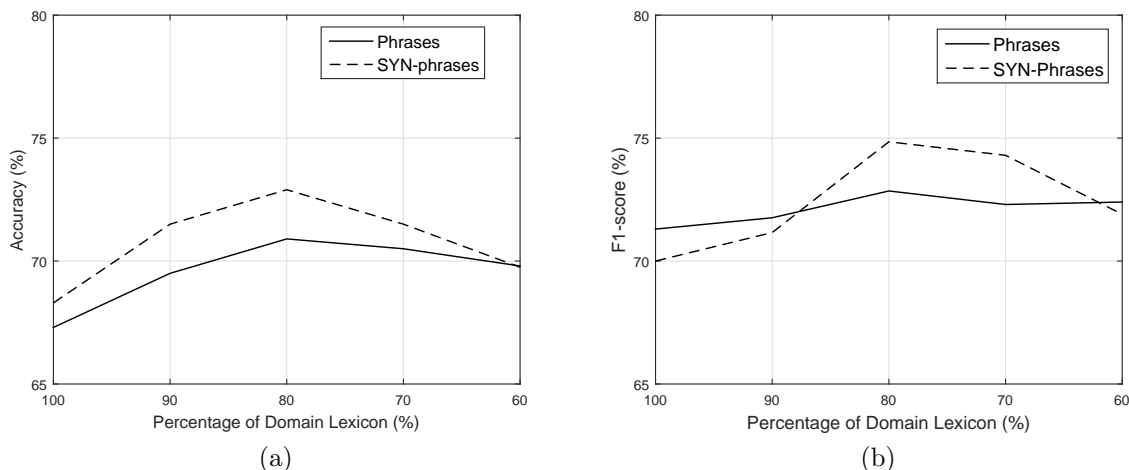 80
75
70
65
Accuracy (%)
Phrases
SYN-phrases
100 90 80 70 60
Percentage of Domain Lexicon (%)
(a)
80
75
70
65
F1-score (%)
Phrases
SYN-Phrases
100 90 80 70 60
Percentage of Domain Lexicon (%)
(b)